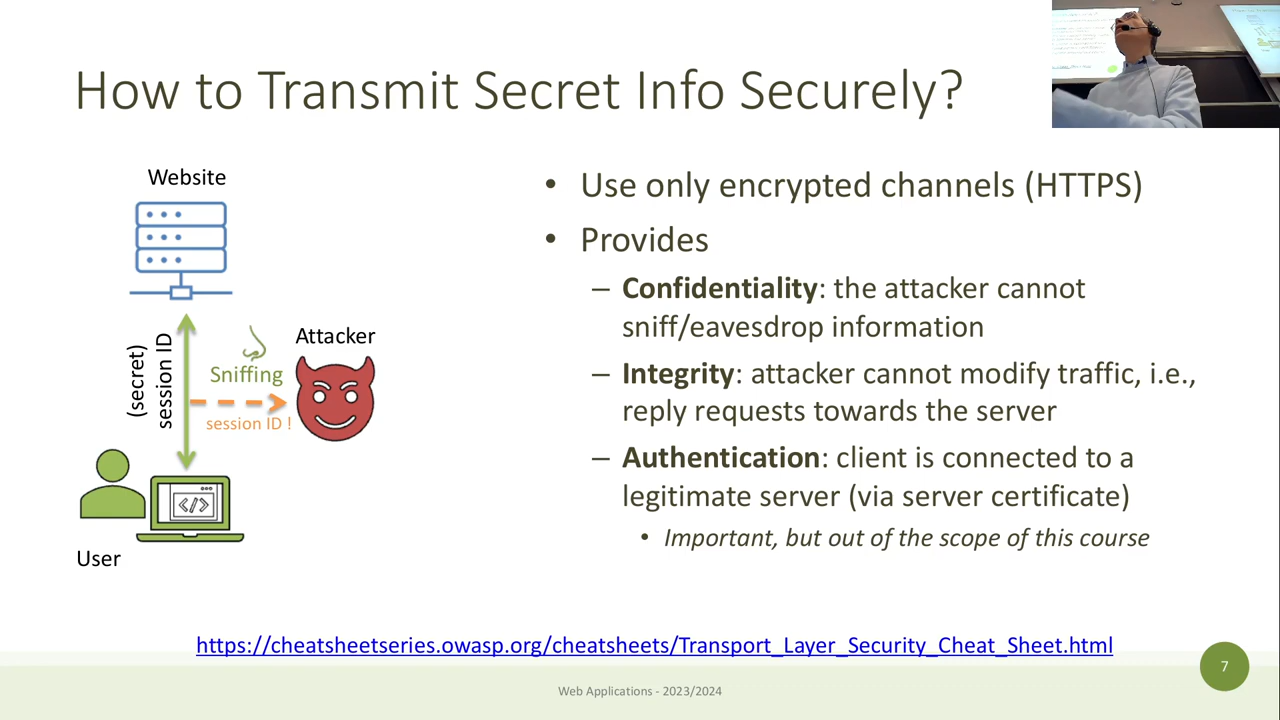 How to Transmit Secret Info Securely?
Website
(secret)
session ID
Attacker
Sniffing
session ID !
User
• Use only encrypted channels (HTTPS)
• Provides
– Confidentiality: the attacker cannot
sniff/eavesdrop information
– Integrity: attacker cannot modify traffic, i.e.,
reply requests towards the server
– Authentication: client is connected to a
legitimate server (via server certificate)
• Important, but out of the scope of this course
https://cheatsheetseries.owasp.org/cheatsheets/Transport_Layer_Security_Cheat_Sheet.html
Web Applications - 2023/2024
7